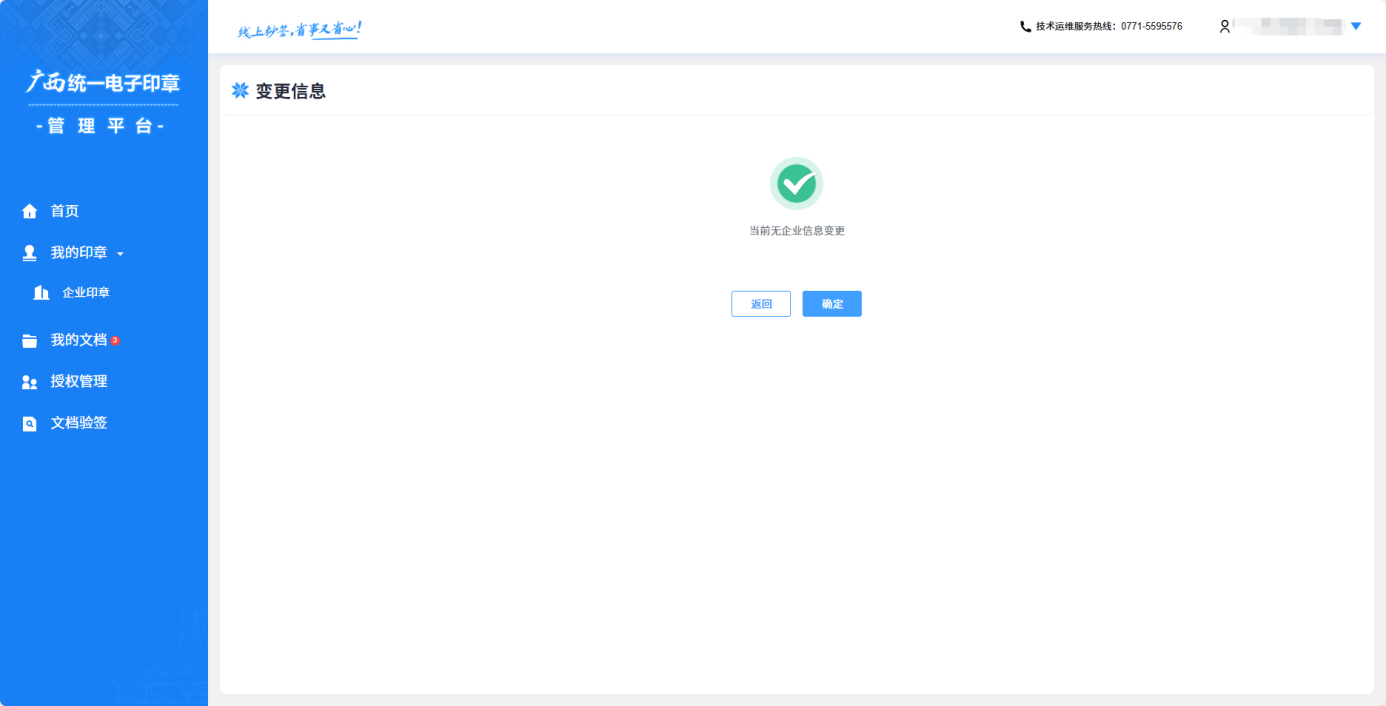 线上秒签,省事又省心!
技术运维服务热线：0771-5595576
广西统一电子印章
-管理平台-
首页
我的印章
企业印章
我的文档 3
授权管理
文档验签
变更信息
当前无企业信息变更
返回
确定